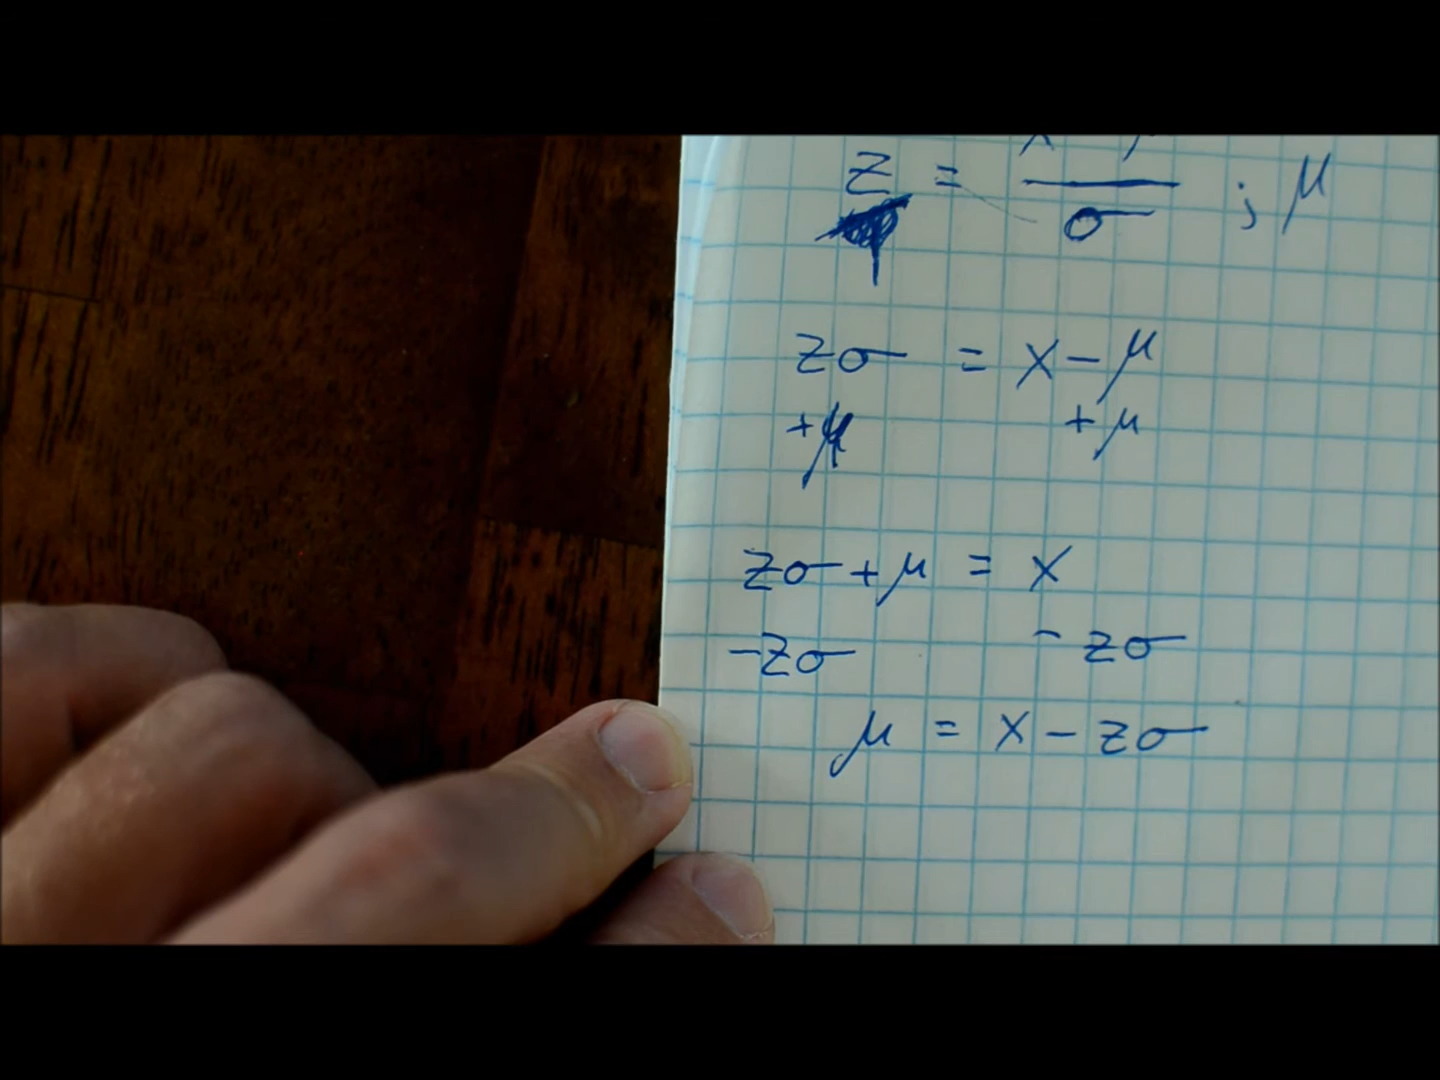 z = x - μ / σ ; μ
zσ = x - μ
+μ +μ
zσ + μ = x
-zσ - zσ
μ = x - zσ